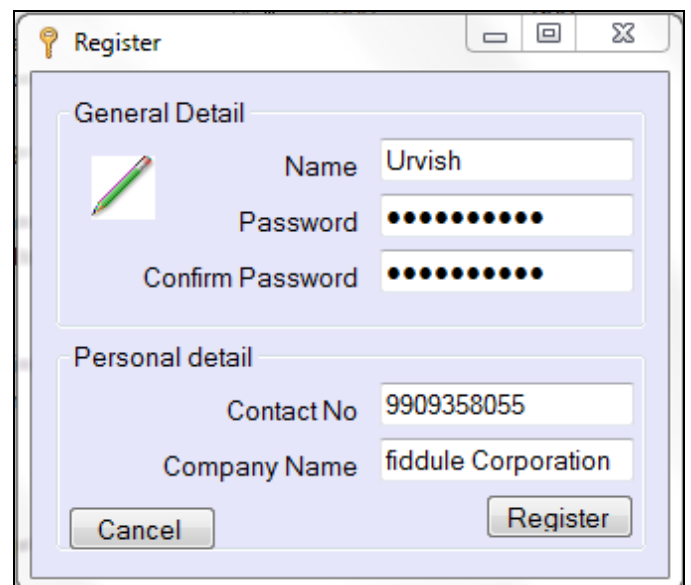 Register
General Detail
Name Urvish
Password ●●●●●●●●●●
Confirm Password ●●●●●●●●●●
Personal detail
Contact No 9909358055
Company Name fiddule Corporation
Cancel Register